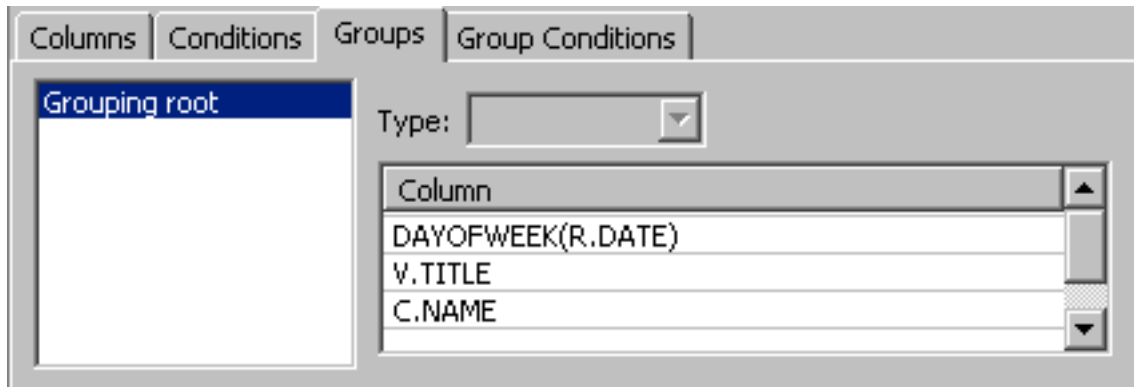 Columns Conditions Groups Group Conditions
Grouping root
Type:
Column
DAYOFWEEK(R.DATE)
V.TITLE
C.NAME